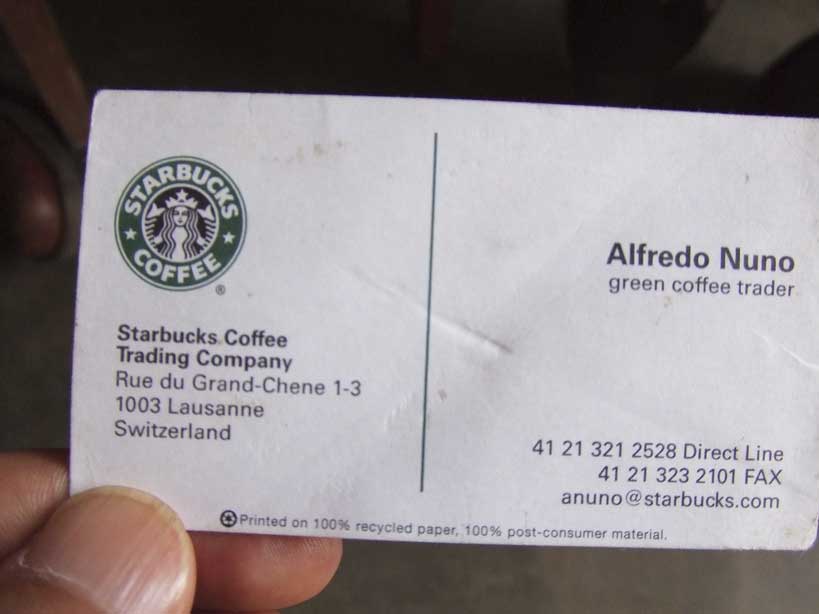 STARBUCKS
COFFEE
®
Starbucks Coffee
Trading Company
Rue du Grand-Chene 1-3
1003 Lausanne
Switzerland
Alfredo Nuno
green coffee trader
41 21 321 2528 Direct Line
41 21 323 2101 FAX
anuno@starbucks.com
Printed on 100% recycled paper, 100% post-consumer material.